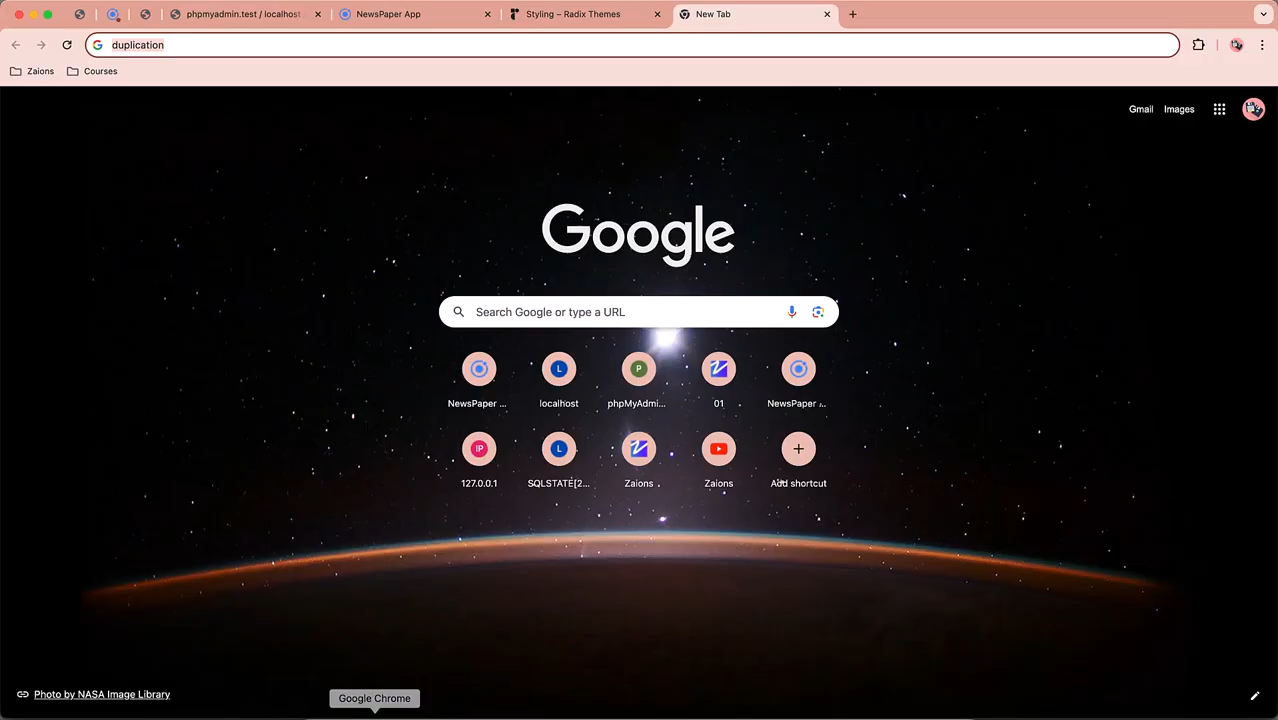 phpmyadmin.test / localhost
NewsPaper App
Styling – Radix Themes
New Tab
duplication
Zaions
Courses
Gmail
Images
Google
Search Google or type a URL
NewsPaper ...
L
localhost
P
phpMyAdmi...
01
NewsPaper ...
IP
127.0.0.1
L
SQLSTATE[2...
Zaions
Zaions
Add shortcut
Photo by NASA Image Library
Google Chrome